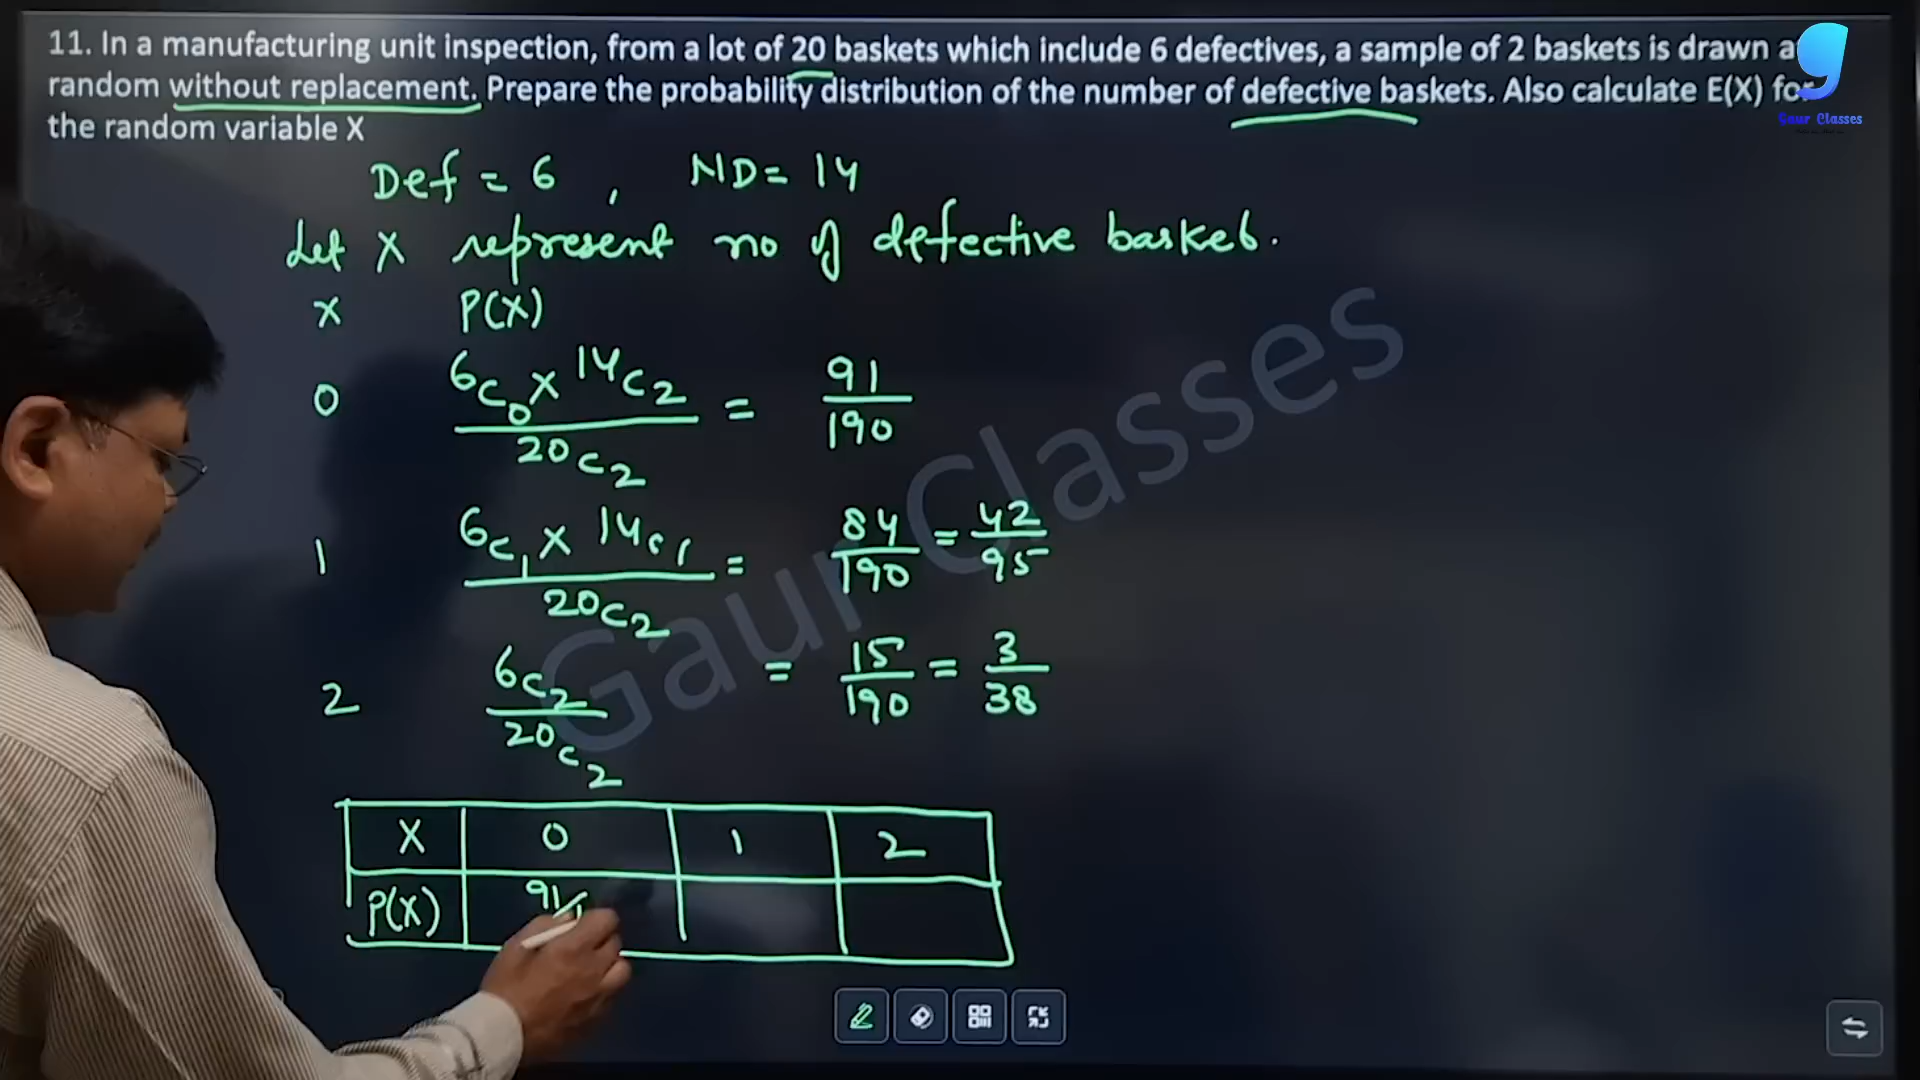 11. In a manufacturing unit inspection, from a lot of 20 baskets which include 6 defectives, a sample of 2 baskets is drawn a
random without replacement. Prepare the probability distribution of the number of defective baskets. Also calculate E(X) for
the random variable X
g
Gaur Classes
Def = 6 , ND = 14
Let X represent no of defective basket.
X P(X)
0 6C0 X 14C2 / 20C2 = 91/190
1 6C1 X 14C1 / 20C2 = 84/190 = 42/95
2 6C2 / 20C2 = 15/190 = 3/38
X 0 1 2
P(X) 91/1
Gaur Classes